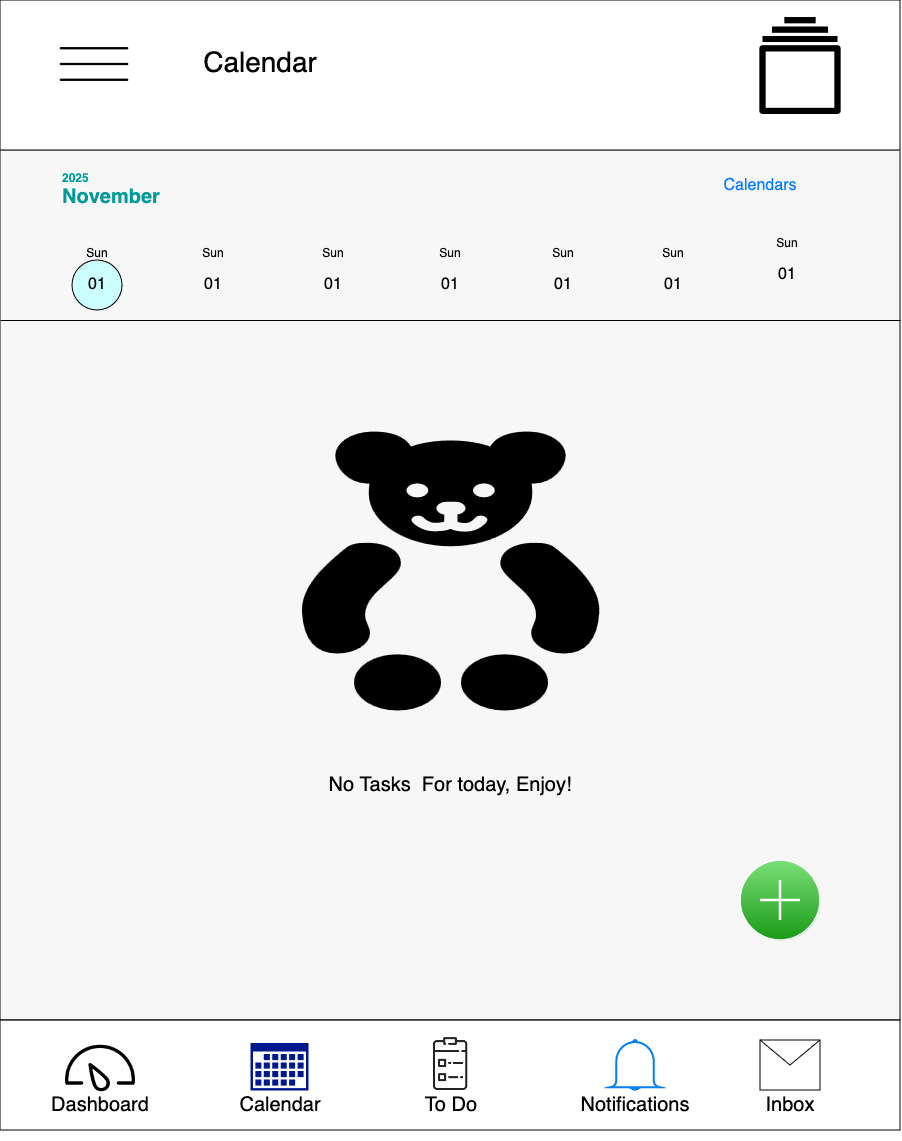 Calendar
2025
November
Calendars
Sun Sun Sun Sun Sun Sun Sun
01 01 01 01 01 01 01
No Tasks  For today, Enjoy!
Dashboard Calendar To Do Notifications Inbox